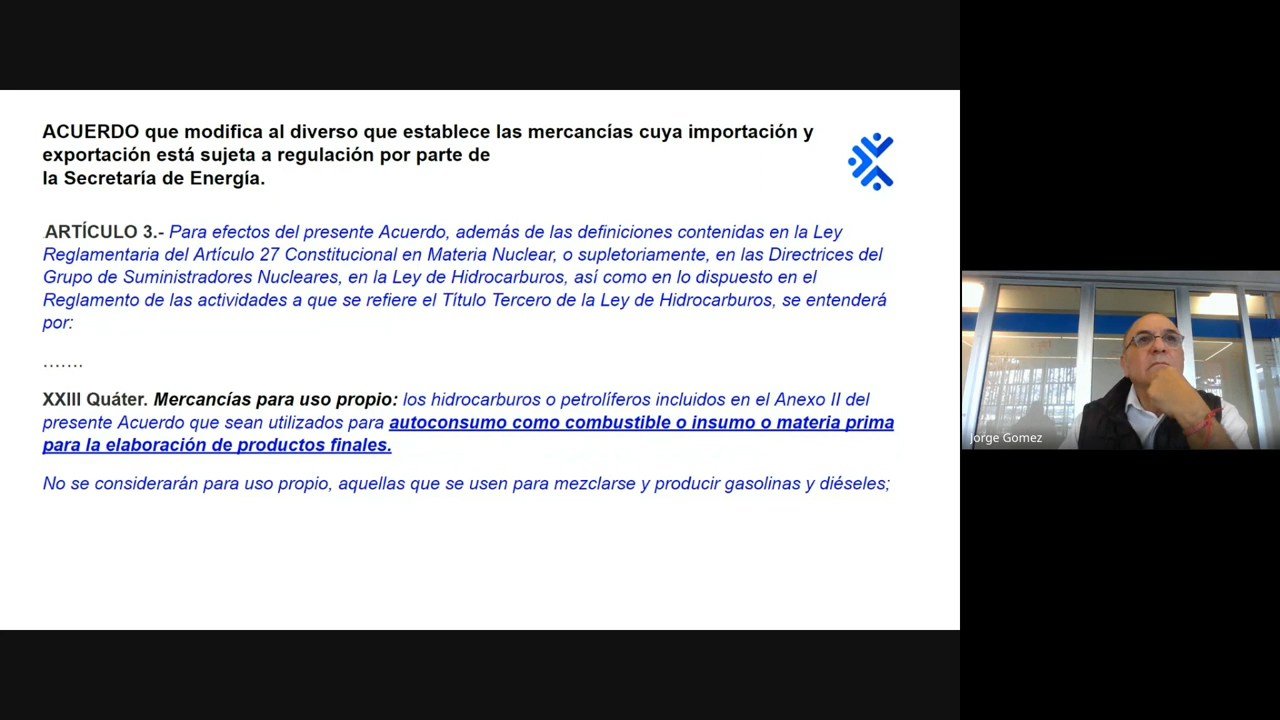 ACUERDO que modifica al diverso que establece las mercancías cuya importación y
exportación está sujeta a regulación por parte de
la Secretaría de Energía.
ARTÍCULO 3.- Para efectos del presente Acuerdo, además de las definiciones contenidas en la Ley
Reglamentaria del Artículo 27 Constitucional en Materia Nuclear, o supletoriamente, en las Directrices del
Grupo de Suministradores Nucleares, en la Ley de Hidrocarburos, así como en lo dispuesto en el
Reglamento de las actividades a que se refiere el Título Tercero de la Ley de Hidrocarburos, se entenderá
por:
…….
XXIII Quáter. Mercancías para uso propio: los hidrocarburos o petrolíferos incluidos en el Anexo II del
presente Acuerdo que sean utilizados para autoconsumo como combustible o insumo o materia prima
para la elaboración de productos finales.
No se considerarán para uso propio, aquellas que se usen para mezclarse y producir gasolinas y diéseles;
Jorge Gomez